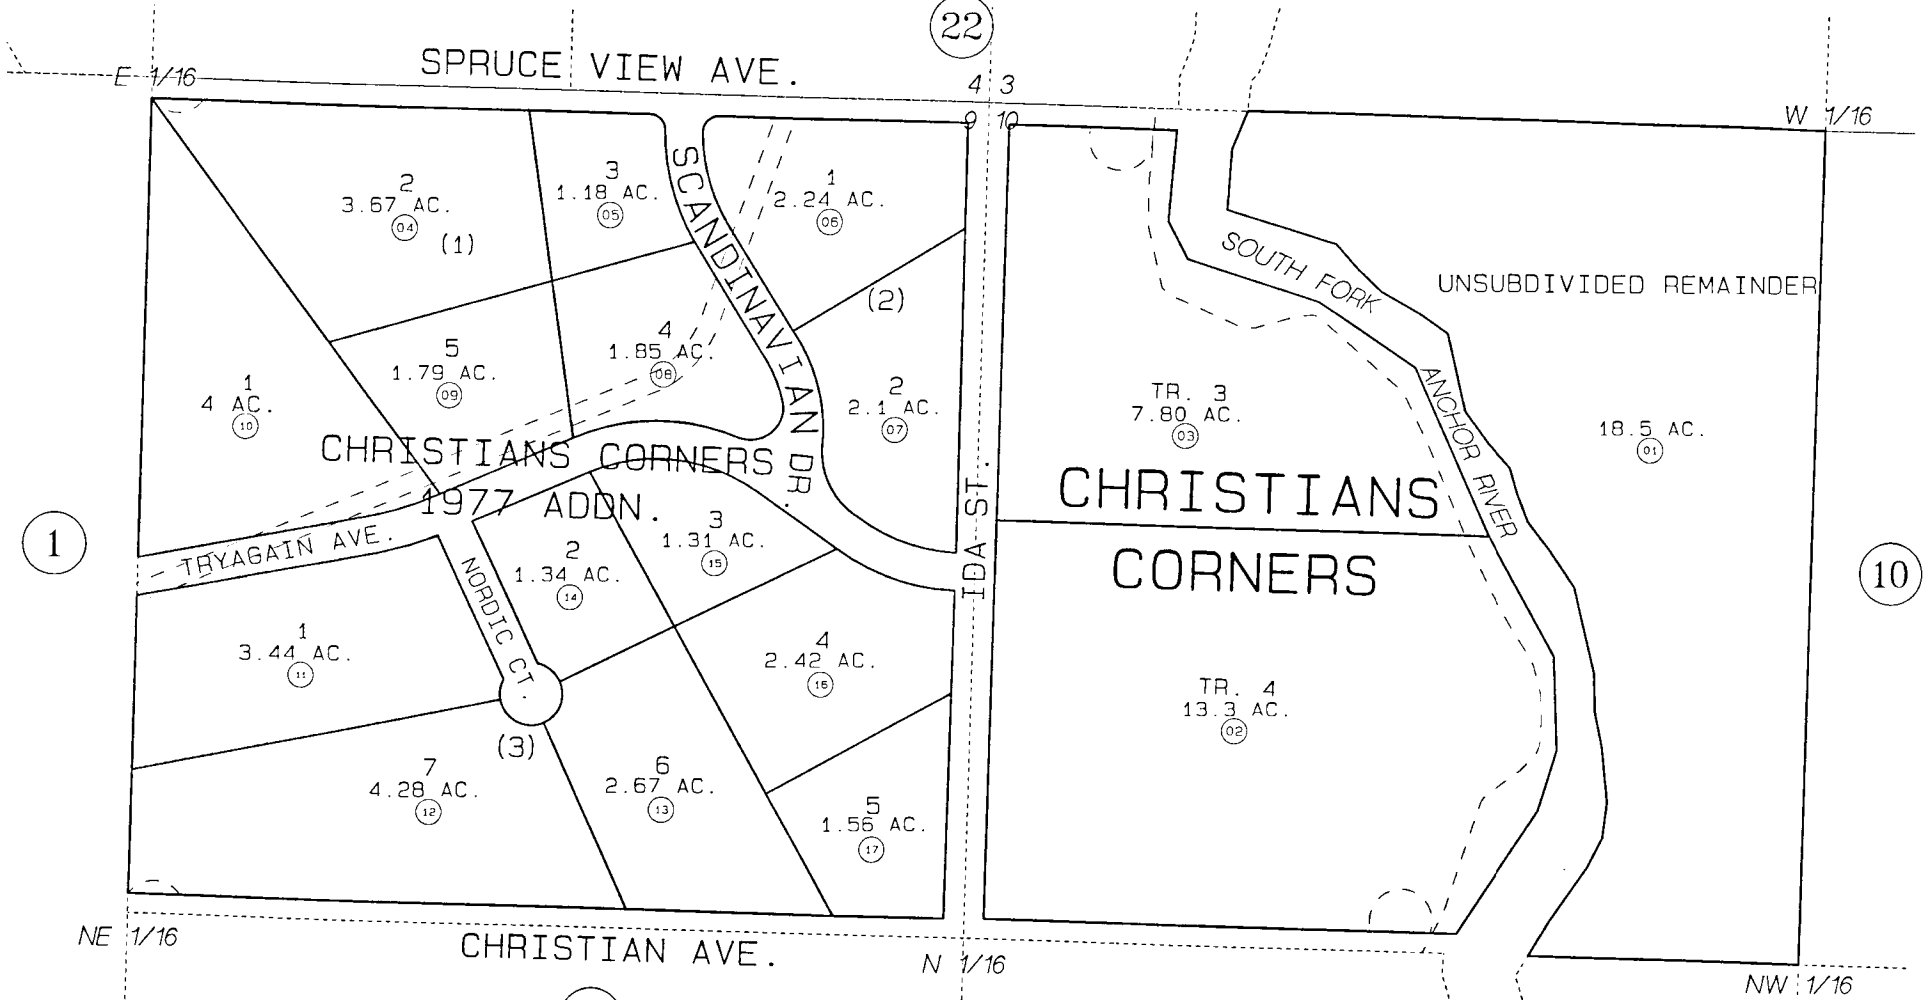 22
SPRUCE VIEW AVE.
E 1/16
4 3
9 10
W 1/16
2
3.67 AC.
04
(1)
3
1.18 AC.
05
SCANDINAVIAN DR.
1
2.24 AC.
06
(2)
SOUTH FORK
ANCHOR RIVER
UNSUBDIVIDED REMAINDER
1
4 AC.
10
5
1.79 AC.
09
4
1.85 AC.
08
2
2.1 AC.
07
IDA ST.
TR. 3
7.80 AC.
03
18.5 AC.
01
CHRISTIANS CORNERS
1977 ADDN.
CHRISTIANS
CORNERS
1
TRYAGAIN AVE.
NORDIC CT.
2
1.34 AC.
14
3
1.31 AC.
15
10
1
3.44 AC.
11
4
2.42 AC.
16
TR. 4
13.3 AC.
02
(3)
7
4.28 AC.
12
6
2.67 AC.
13
5
1.56 AC.
17
NE 1/16
CHRISTIAN AVE.
N 1/16
NW 1/16